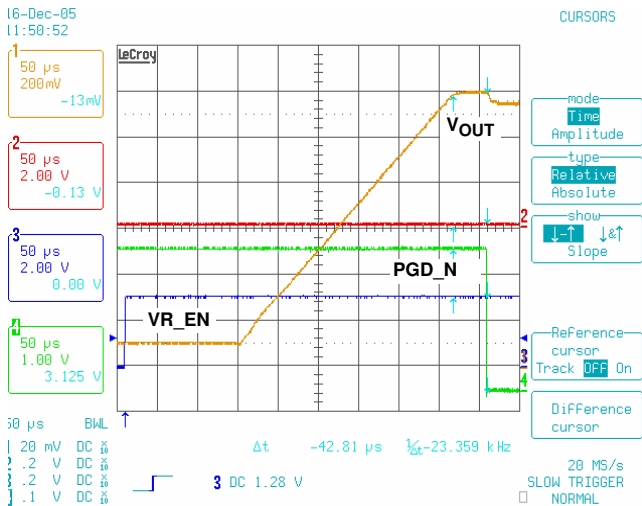 16-Dec-05
11:50:52
CURSORS
LeCroy
1
50 µs
200mV
-13mV
2
50 µs
2.00 V
-0.13 V
3
50 µs
2.00 V
0.00 V
4
50 µs
1.00 V
3.125 V
VOUT
2
PGD_N
VR_EN
3
4
mode
Time
Amplitude
type
Relative
Absolute
show
↓-↑ ↓&↑
Slope
Reference
cursor
Track OFF On
Difference
cursor
50 µs BWL
20 mV DC
.2 V DC
.2 V DC
.1 V DC
Δt -42.81 µs 1/Δt -23.359 kHz
3 DC 1.28 V
20 MS/s
SLOW TRIGGER
NORMAL